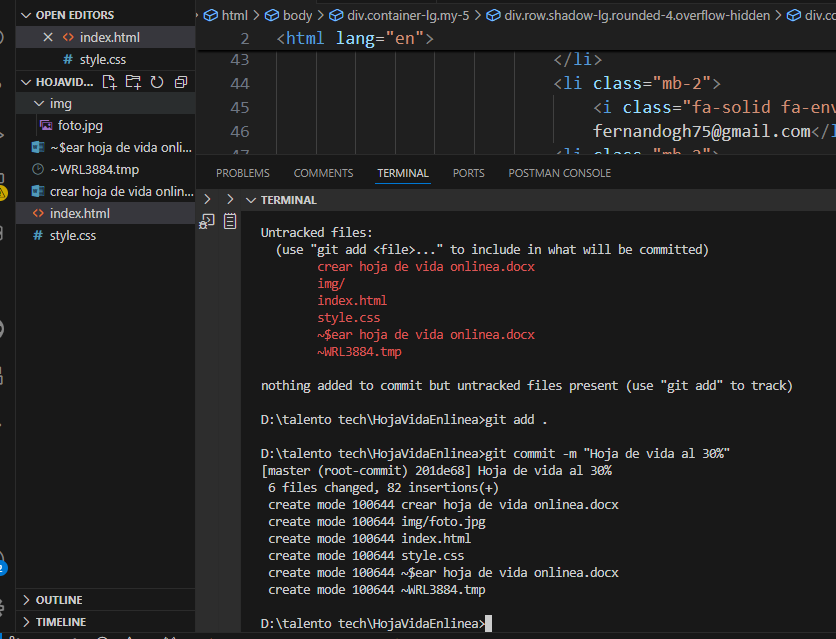 OPEN EDITORS
index.html
style.css
HOJAVID...
img
foto.jpg
~$ear hoja de vida onli...
~WRL3884.tmp
crear hoja de vida onlin...
index.html
style.css
OUTLINE
TIMELINE
html > body > div.container-lg.my-5 > div.row.shadow-lg.rounded-4.overflow-hidden >
2 <html lang="en">
43 </li>
44 <li class="mb-2">
45 <i class="fa-solid
46 fernandogh75@gmail.com</
47 <li class="mb-2">
PROBLEMS COMMENTS TERMINAL PORTS POSTMAN CONSOLE
TERMINAL
Untracked files:
(use "git add <file>..." to include in what will be committed)
crear hoja de vida onlinea.docx
img/
index.html
style.css
~$ear hoja de vida onlinea.docx
~WRL3884.tmp
nothing added to commit but untracked files present (use "git add" to track)
D:\talento tech\HojaVidaEnlinea>git add .
D:\talento tech\HojaVidaEnlinea>git commit -m "Hoja de vida al 30%"
[master (root-commit) 201de68] Hoja de vida al 30%
6 files changed, 82 insertions(+)
create mode 100644 crear hoja de vida onlinea.docx
create mode 100644 img/foto.jpg
create mode 100644 index.html
create mode 100644 style.css
create mode 100644 ~$ear hoja de vida onlinea.docx
create mode 100644 ~WRL3884.tmp
D:\talento tech\HojaVidaEnlinea>